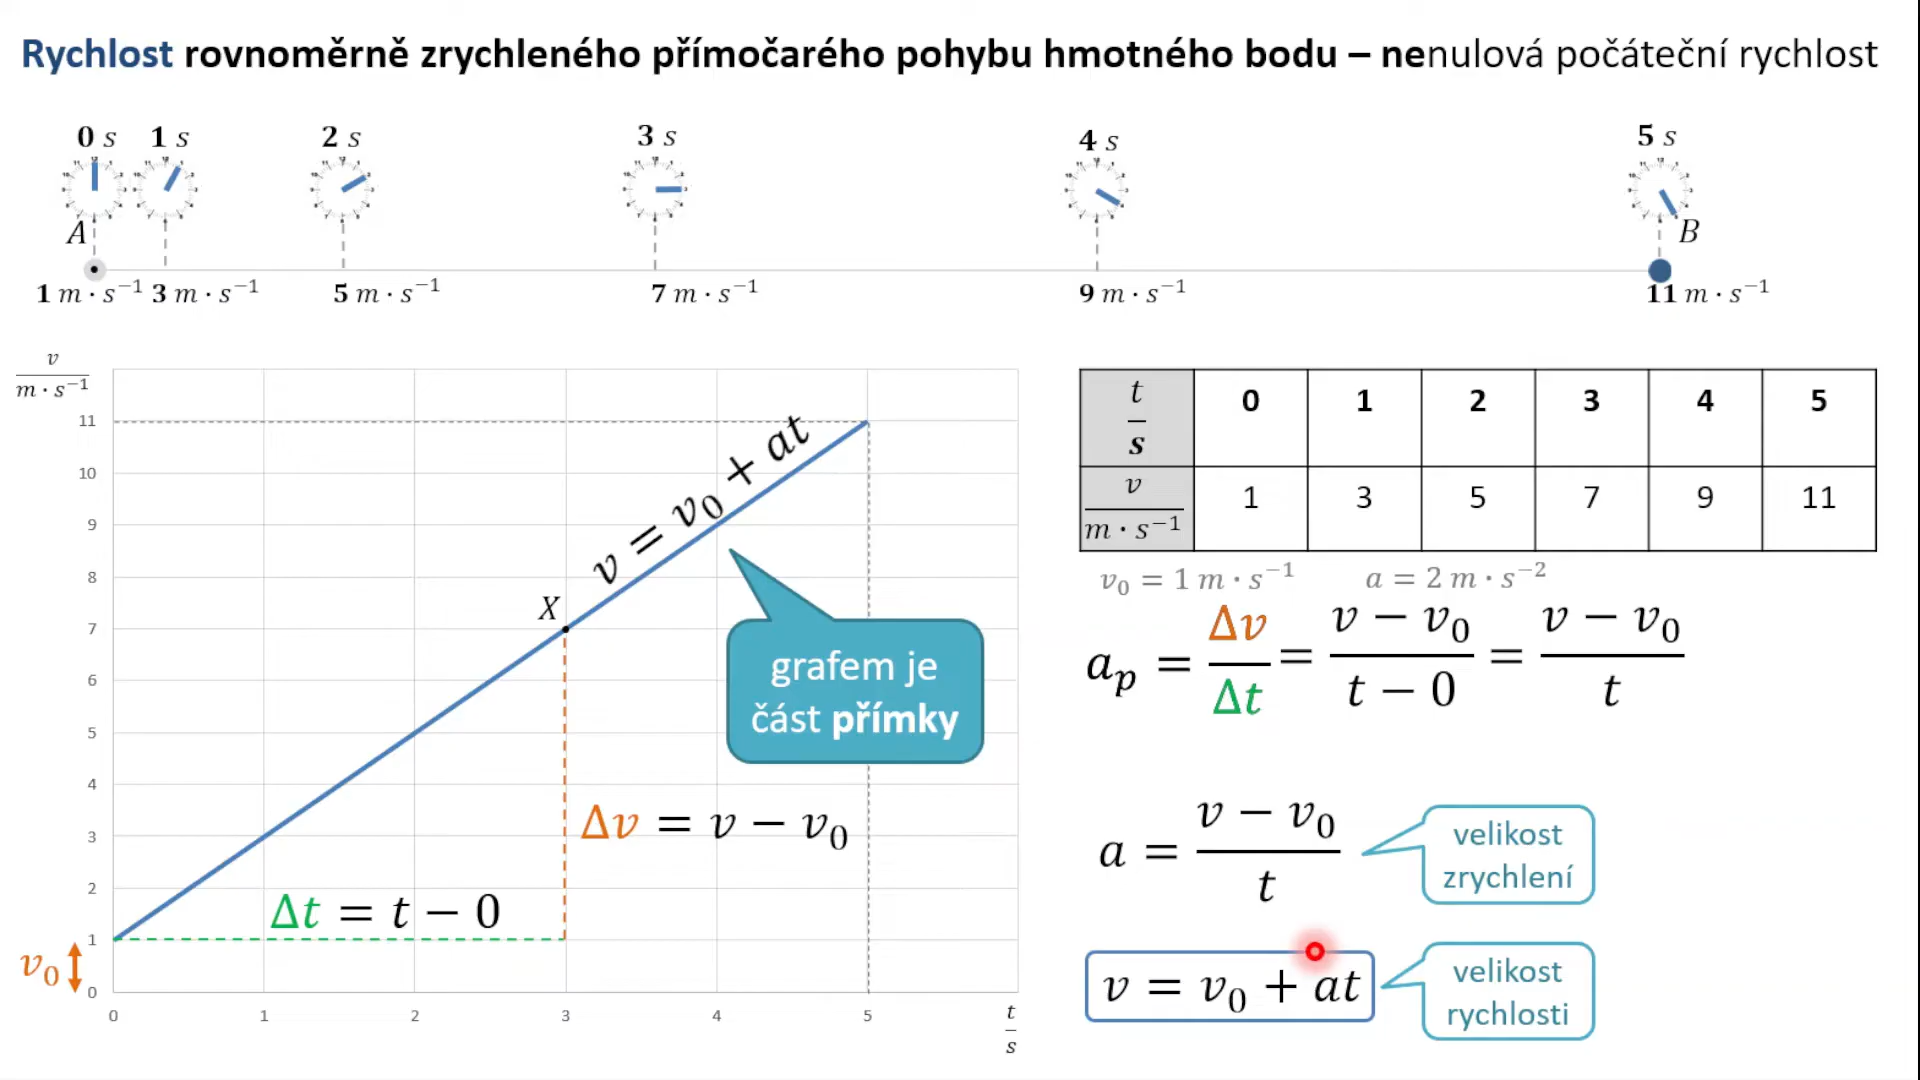 Rychlost rovnoměrně zrychleného přímočarého pohybu hmotného bodu – nenulová počáteční rychlost
0 s 1 s 2 s 3 s 4 s 5 s
A B
1 m · s⁻¹ 3 m · s⁻¹ 5 m · s⁻¹ 7 m · s⁻¹ 9 m · s⁻¹ 11 m · s⁻¹
v / m · s⁻¹
11
10
9
8
7
6
5
4
3
2
1
0
0 1 2 3 4 5
t / s
v₀
v = v₀ + at
X
grafem je
část přímky
Δv = v − v₀
Δt = t − 0
t / s 0 1 2 3 4 5
v / m · s⁻¹ 1 3 5 7 9 11
v₀ = 1 m · s⁻¹ a = 2 m · s⁻²
aₚ = Δv / Δt = v − v₀ / t − 0 = v − v₀ / t
a = v − v₀ / t
velikost
zrychlení
v = v₀ + at
velikost
rychlosti